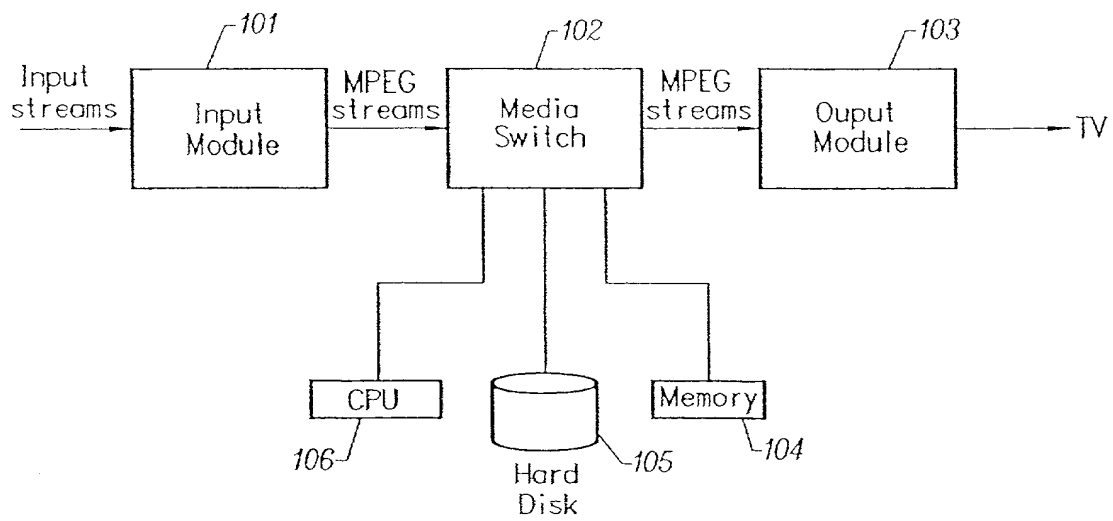 101
102
103
Input
streams
Input
Module
MPEG
streams
Media
Switch
MPEG
streams
Ouput
Module
TV
CPU
Memory
106
105
104
Hard
Disk